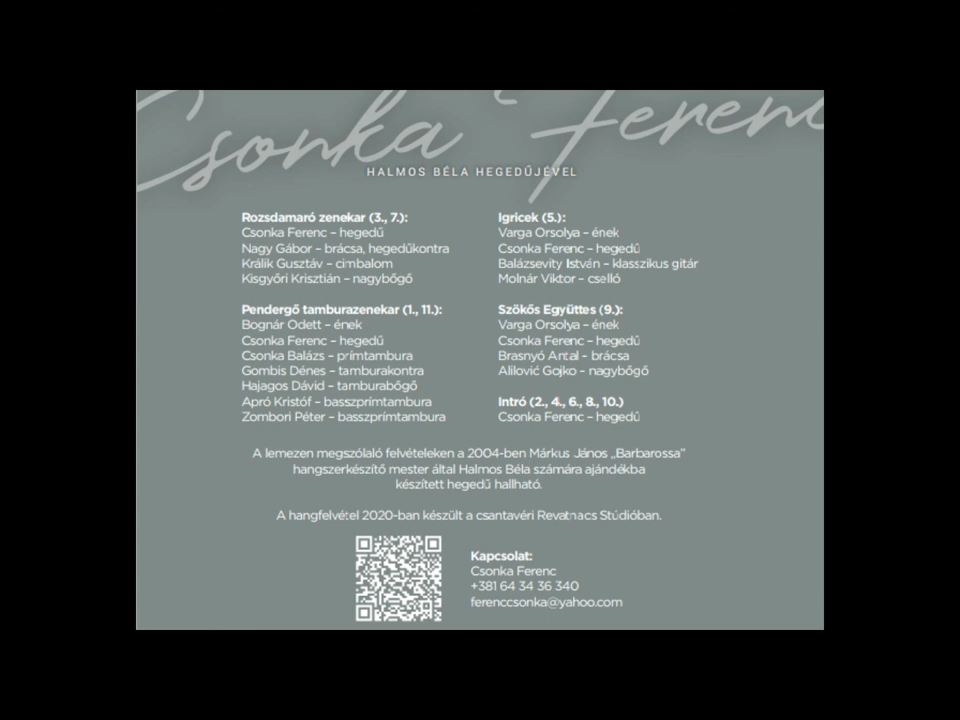 Csonka Ferenc
HALMOS BÉLA HEGEDŰJÉVEL
Rozsdamaró zenekar (3., 7.):
Csonka Ferenc – hegedű
Nagy Gábor – brácsa, hegedűkontra
Králik Gusztáv – cimbalom
Kisgyőri Krisztián – nagybőgő
Pendergő tamburazenekar (1., 11.):
Bognár Odett – ének
Csonka Ferenc – hegedű
Csonka Balázs – prímtambura
Gombis Dénes – tamburakontra
Hajagos Dávid – tamburabőgő
Apró Kristóf – basszprímtambura
Zombori Péter – basszprímtambura
Igricek (5.):
Varga Orsolya – ének
Csonka Ferenc – hegedű
Balázsevity István – klasszikus gitár
Molnár Viktor – cselló
Szökős Együttes (9.):
Varga Orsolya – ének
Csonka Ferenc – hegedű
Brasnyó Antal - brácsa
Alilović Gojko - nagybőgő
Intró (2., 4., 6., 8., 10.)
Csonka Ferenc – hegedű
A lemezen megszólaló felvételeken a 2004-ben Márkus János „Barbarossa”
hangszerkészítő mester által Halmos Béla számára ajándékba
készített hegedű hallható.
A hangfelvétel 2020-ban készült a csantavéri Revatnacs Stúdióban.
Kapcsolat:
Csonka Ferenc
+381 64 34 36 340
ferenccsonka@yahoo.com